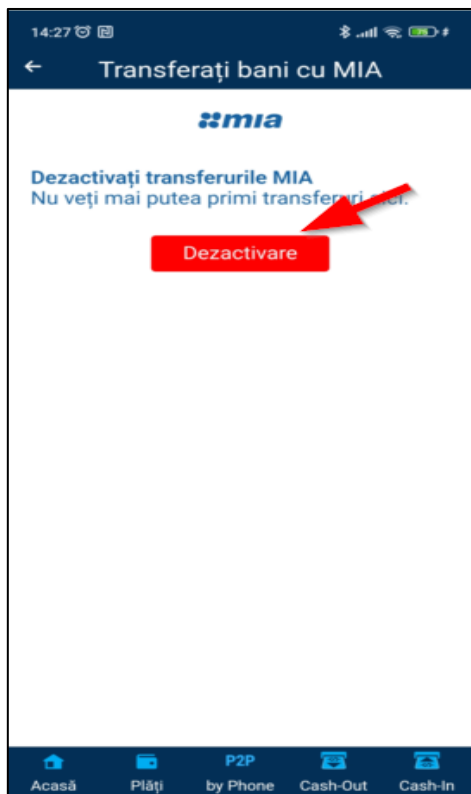 14:27
Transferați bani cu MIA
mia
Dezactivați transferurile MIA
Nu veți mai putea primi transferuri aici.
Dezactivare
P2P
Acasă Plăți by Phone Cash-Out Cash-In